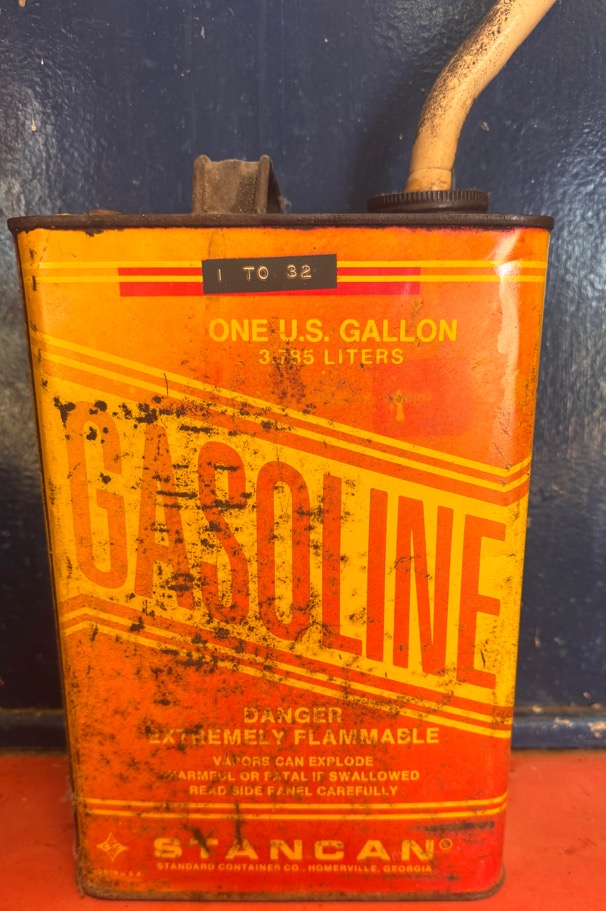 1 TO 32
ONE U.S. GALLON
3.785 LITERS
GASOLINE
DANGER
EXTREMELY FLAMMABLE
VAPORS CAN EXPLODE
HARMFUL OR FATAL IF SWALLOWED
READ SIDE PANEL CAREFULLY
STANCAN©
STANDARD CONTAINER CO., HOMERVILLE, GEORGIA
U.S.A.